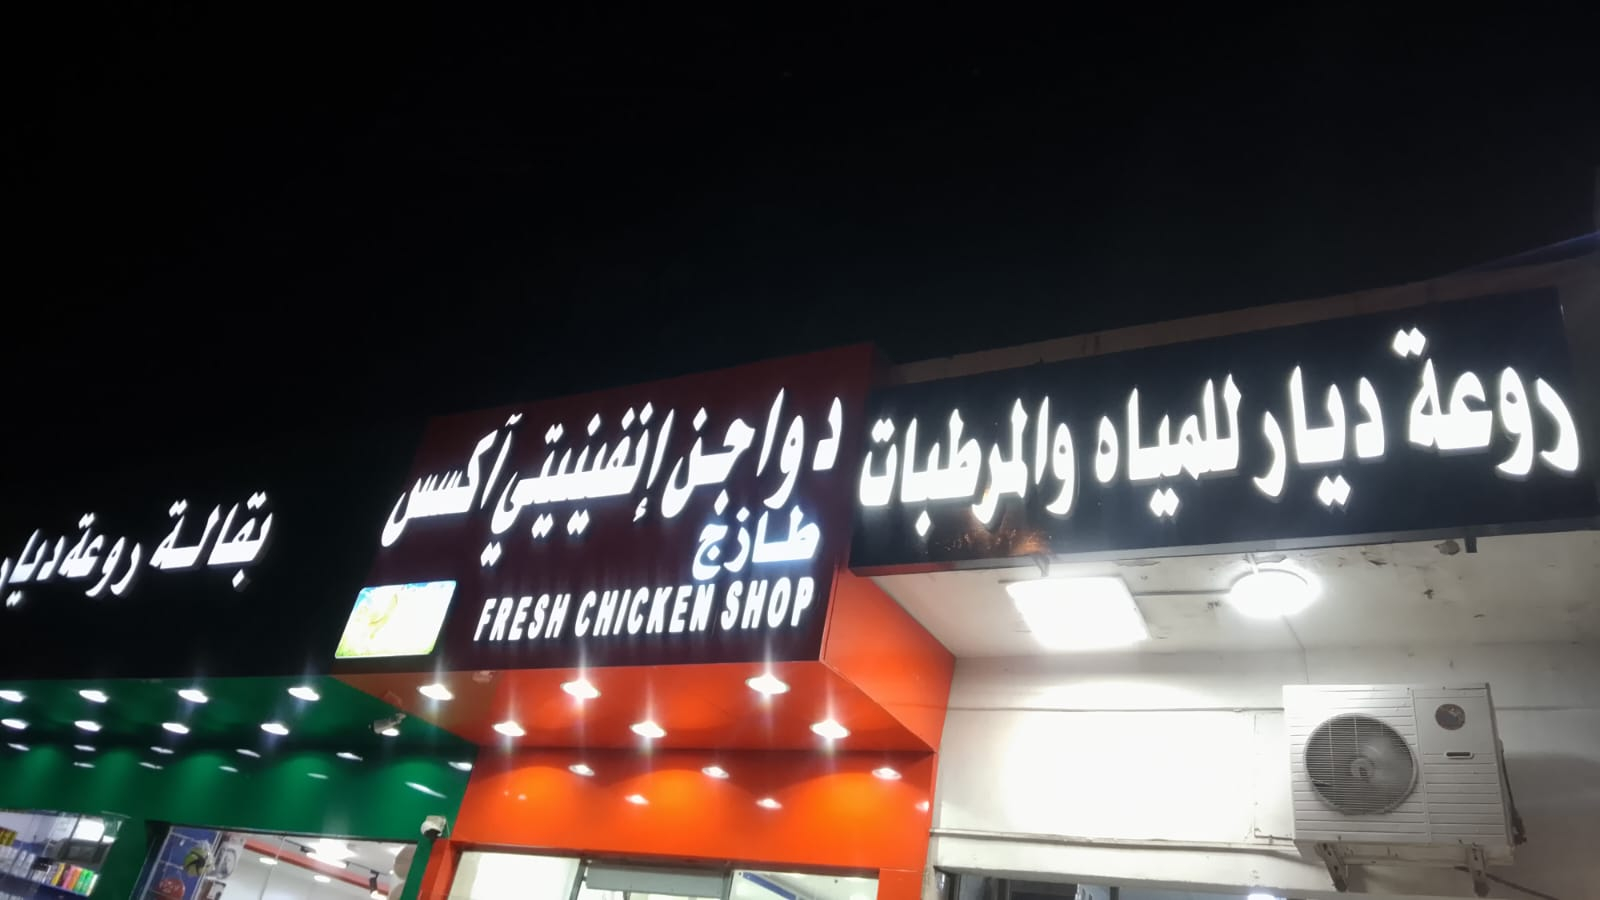 روعة ديار للمياه والمرطبات
دواجن إنفينيتي آكسس
طازج
FRESH CHICKEN SHOP
بقالة روعة ديار